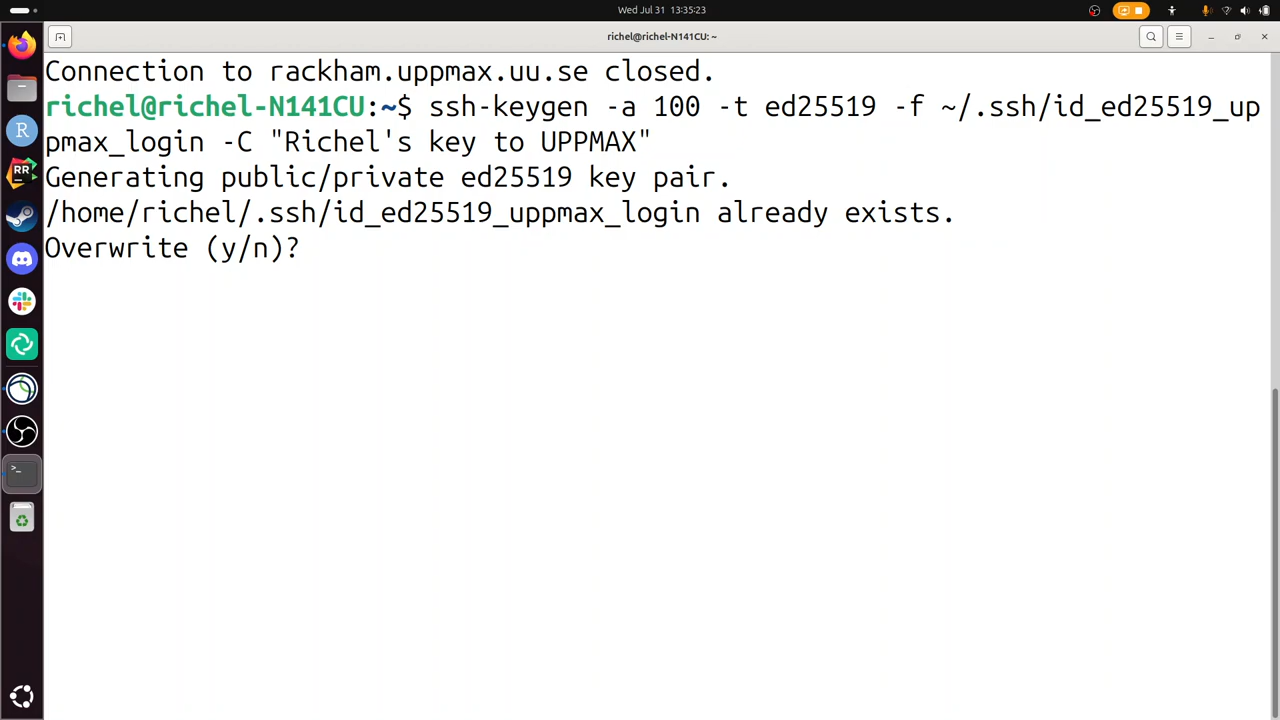 Wed Jul 31 13:35:23
richel@richel-N141CU: ~
Connection to rackham.uppmax.uu.se closed.
richel@richel-N141CU:~$ ssh-keygen -a 100 -t ed25519 -f ~/.ssh/id_ed25519_up
pmax_login -C "Richel's key to UPPMAX"
Generating public/private ed25519 key pair.
/home/richel/.ssh/id_ed25519_uppmax_login already exists.
Overwrite (y/n)?
R
RR
>_